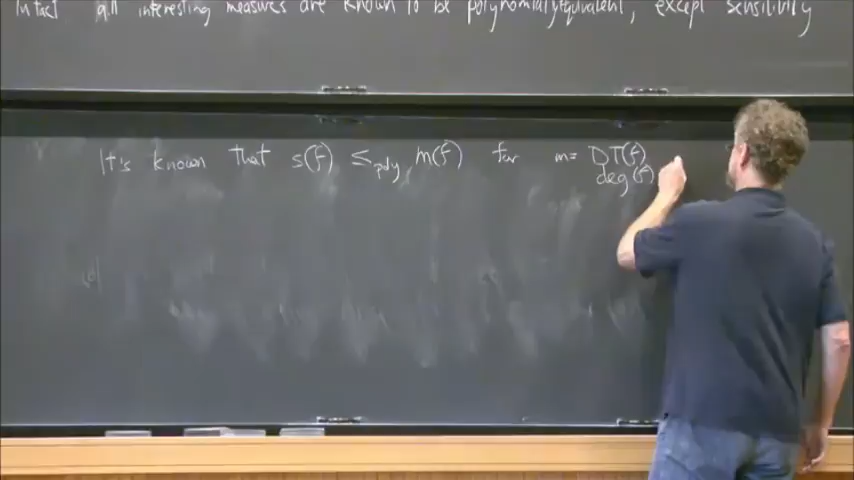 In fact all interesting measures are known to be polynomially equivalent, except sensitivity
It's known that s(f) ≤poly m(f) for m= DT(f)
deg(f)